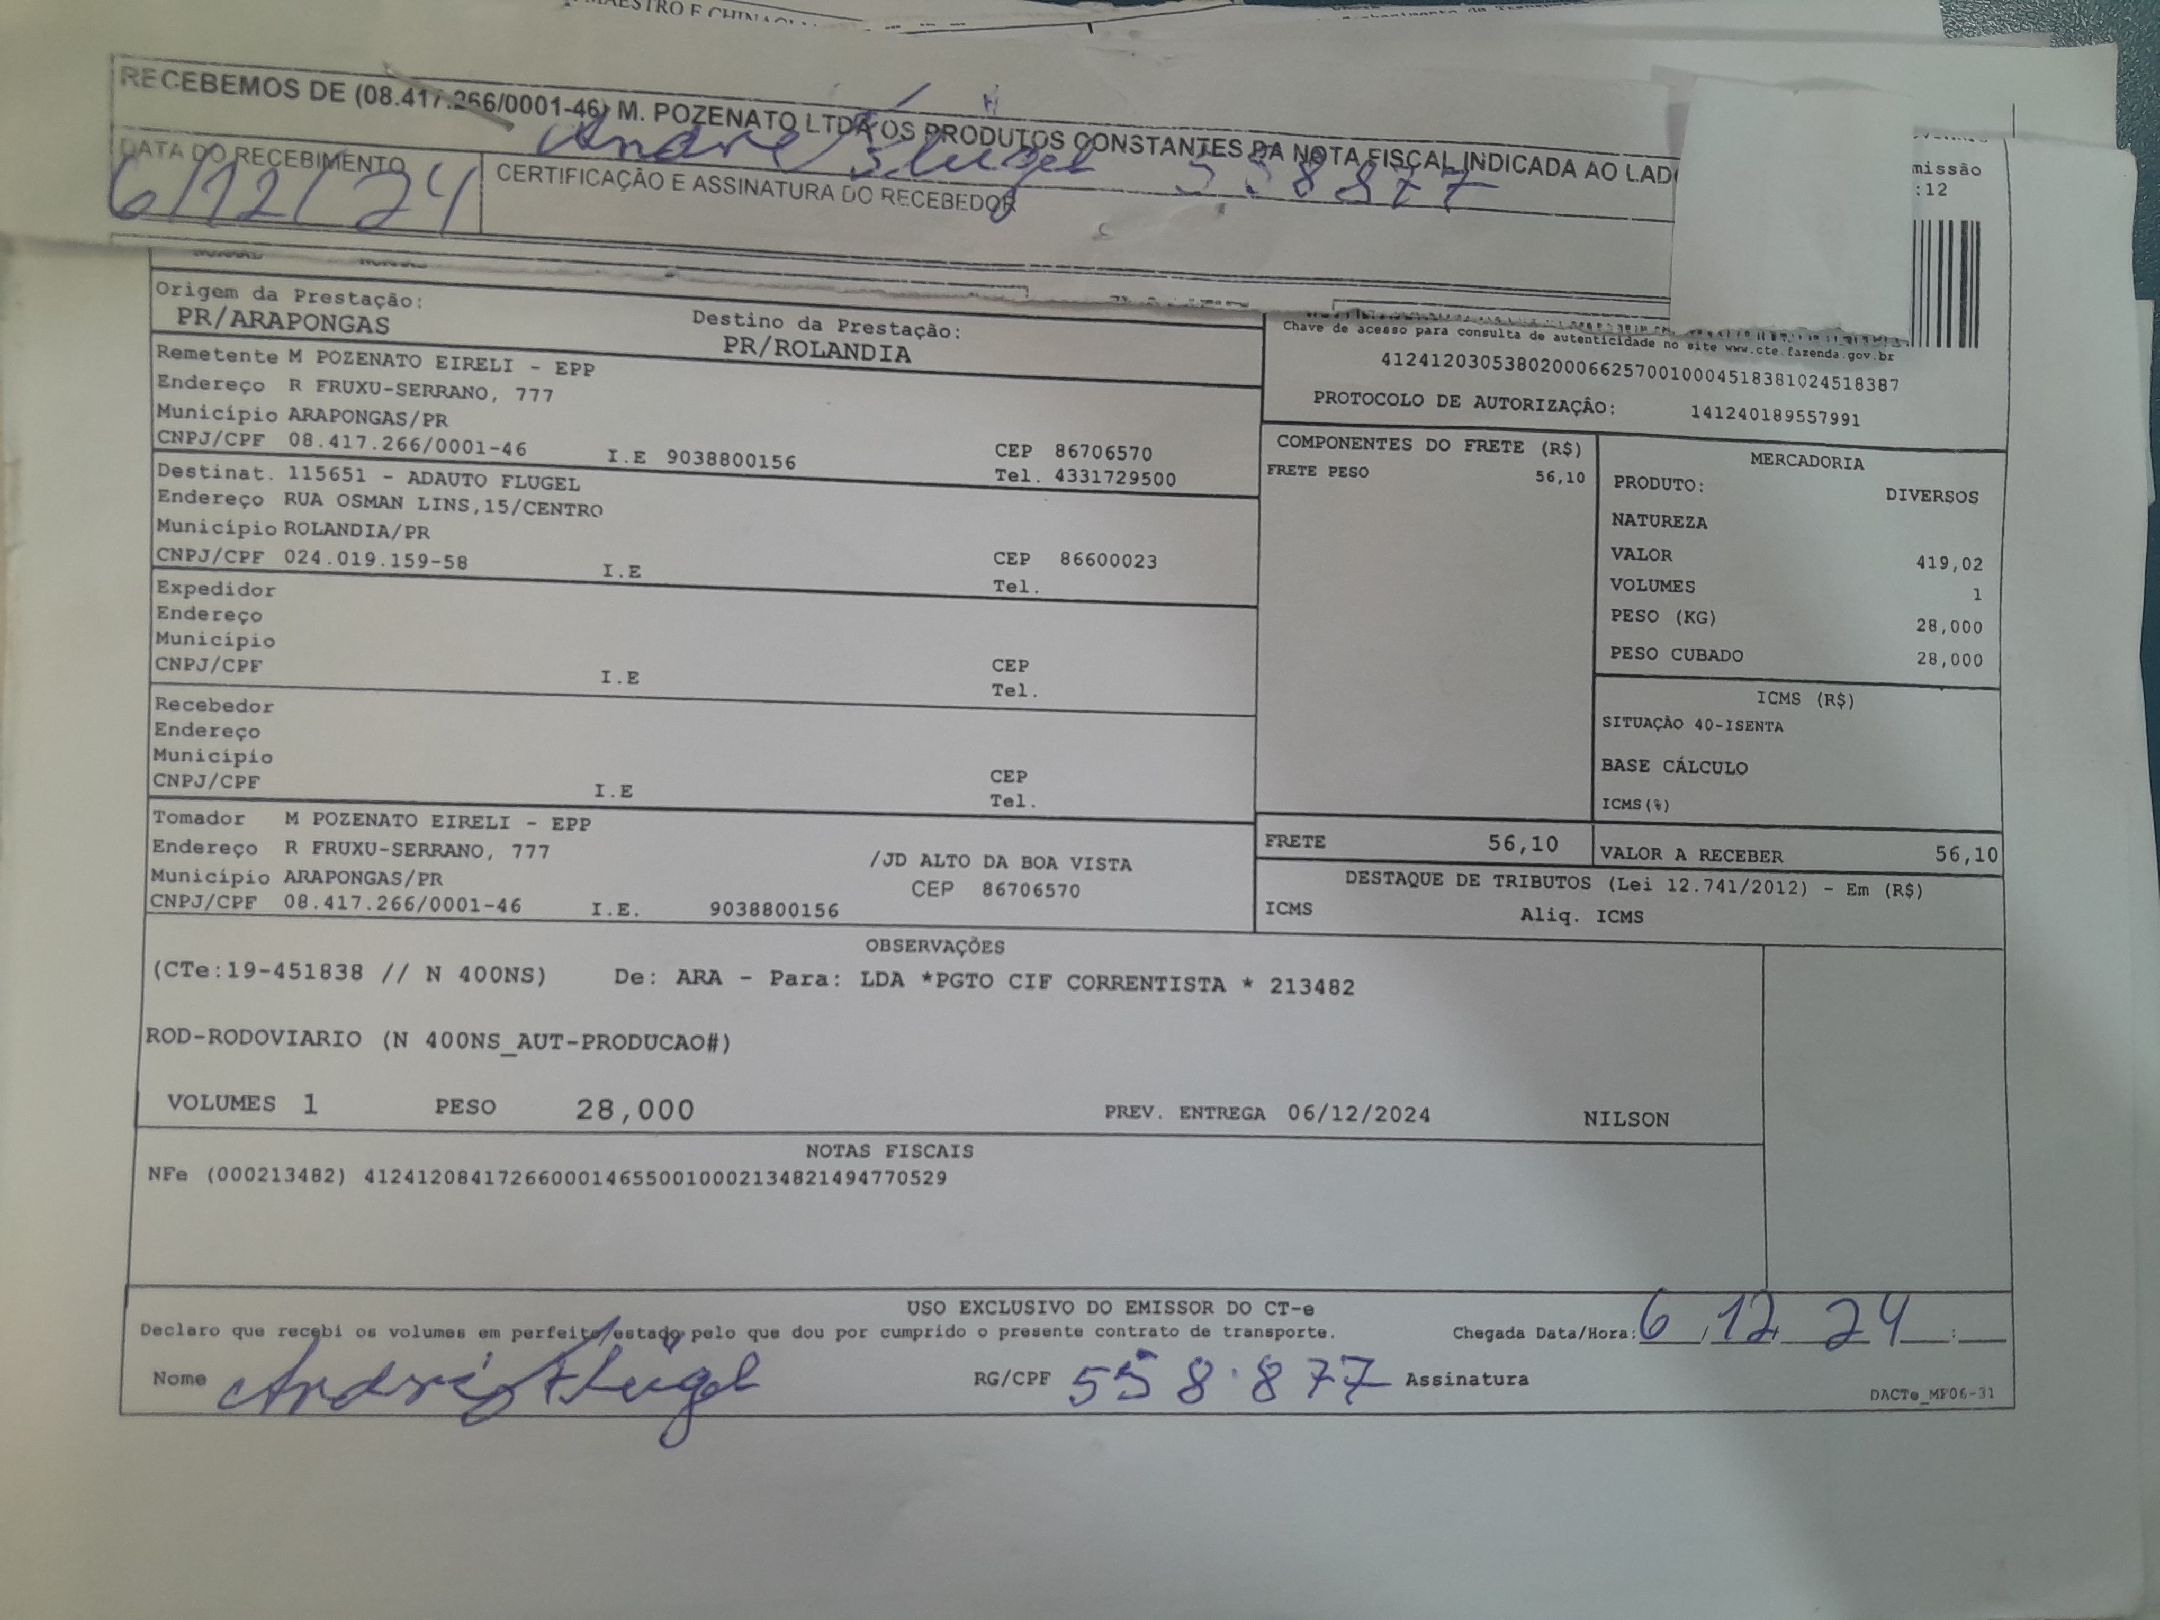 RECEBEMOS DE (08.417.266/0001-46) M. POZENATO LTDA OS PRODUTOS CONSTANTES DA NOTA FISCAL INDICADA AO LAD
André Flugel 558877
DATA DO RECEBIMENTO
6/12/24
CERTIFICAÇÃO E ASSINATURA DO RECEBEDOR
missão
:12
Origem da Prestação:
PR/ARAPONGAS
Destino da Prestação:
PR/ROLANDIA
Chave de acesso para consulta de autenticidade no site www.cte.fazenda.gov.br
41241203053802000662570010004518381024518387
PROTOCOLO DE AUTORIZAÇÃO: 141240189557991
Remetente M POZENATO EIRELI - EPP
Endereço R FRUXU-SERRANO, 777
Município ARAPONGAS/PR
CNPJ/CPF 08.417.266/0001-46 I.E 9038800156
CEP 86706570
Tel. 4331729500
Destinat. 115651 - ADAUTO FLUGEL
Endereço RUA OSMAN LINS,15/CENTRO
Município ROLANDIA/PR
CNPJ/CPF 024.019.159-58 I.E
CEP 86600023
Tel.
Expedidor
Endereço
Município
CNPJ/CPF I.E
CEP
Tel.
Recebedor
Endereço
Município
CNPJ/CPF I.E
CEP
Tel.
Tomador M POZENATO EIRELI - EPP
Endereço R FRUXU-SERRANO, 777 /JD ALTO DA BOA VISTA
Município ARAPONGAS/PR CEP 86706570
CNPJ/CPF 08.417.266/0001-46 I.E. 9038800156
COMPONENTES DO FRETE (R$)
FRETE PESO 56,10
MERCADORIA
PRODUTO: DIVERSOS
NATUREZA
VALOR 419,02
VOLUMES 1
PESO (KG) 28,000
PESO CUBADO 28,000
ICMS (R$)
SITUAÇÃO 40-ISENTA
BASE CÁLCULO
ICMS(%)
FRETE 56,10
VALOR A RECEBER 56,10
DESTAQUE DE TRIBUTOS (Lei 12.741/2012) - Em (R$)
ICMS Aliq. ICMS
OBSERVAÇÕES
(CTe:19-451838 // N 400NS) De: ARA - Para: LDA *PGTO CIF CORRENTISTA * 213482
ROD-RODOVIARIO (N 400NS_AUT-PRODUCAO#)
VOLUMES 1 PESO 28,000 PREV. ENTREGA 06/12/2024 NILSON
NOTAS FISCAIS
NFe (000213482) 41241208417266000146550010002134821494770529
USO EXCLUSIVO DO EMISSOR DO CT-e
Declaro que recebi os volumes em perfeito estado pelo que dou por cumprido o presente contrato de transporte. Chegada Data/Hora: 6/12 24 :
Nome André Flugel RG/CPF 558.877 Assinatura
DACTe_MF06-31